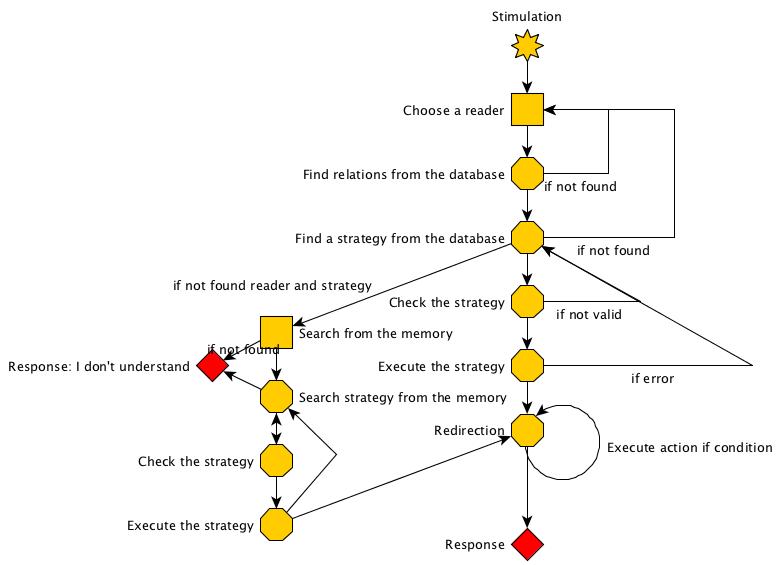 Stimulation
Choose a reader
Find relations from the database
if not found
Find a strategy from the database
if not found
if not found reader and strategy
Check the strategy
if not valid
Search from the memory
if not found
Response: I don't understand
Execute the strategy
if error
Search strategy from the memory
Redirection
Execute action if condition
Check the strategy
Execute the strategy
Response